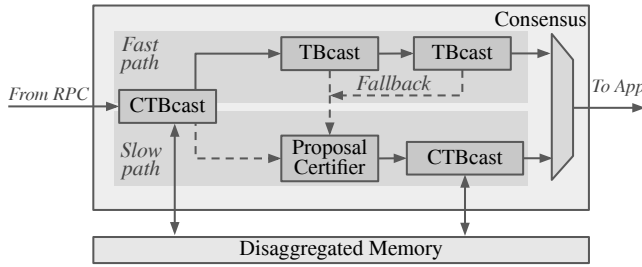 Consensus
Fast
path
TBcast
TBcast
From RPC
Fallback
To App
CTBcast
Slow
path
Proposal
Certifier
CTBcast
Disaggregated Memory